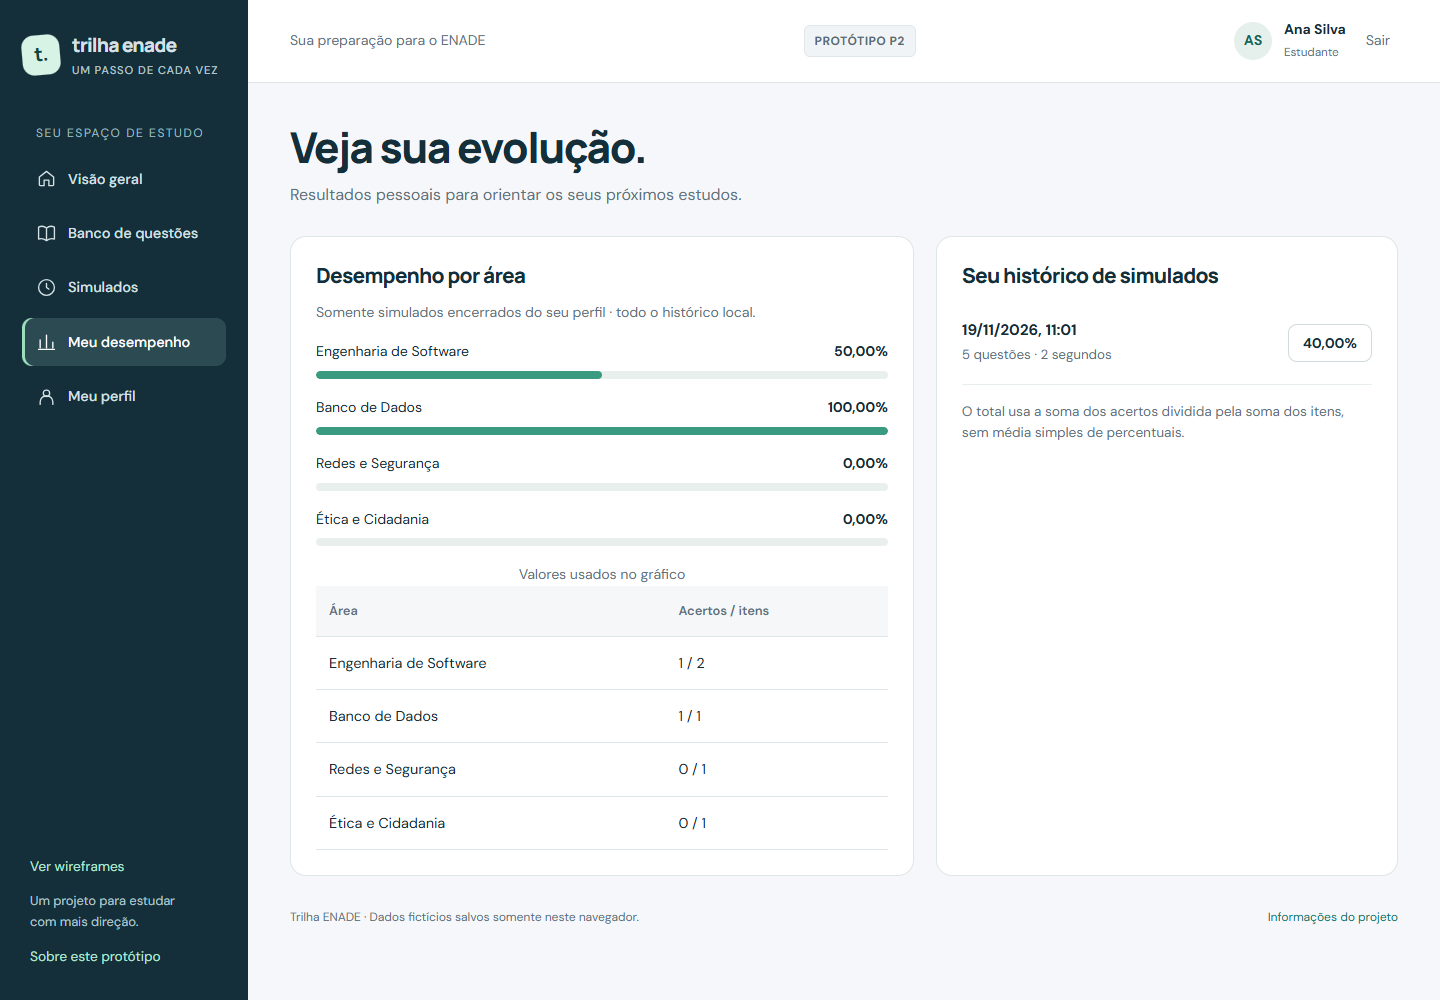 t.
trilha enade
UM PASSO DE CADA VEZ
SEU ESPAÇO DE ESTUDO
Visão geral
Banco de questões
Simulados
Meu desempenho
Meu perfil
Ver wireframes
Um projeto para estudar
com mais direção.
Sobre este protótipo
Sua preparação para o ENADE
PROTÓTIPO P2
AS
Ana Silva
Estudante
Sair
Veja sua evolução.
Resultados pessoais para orientar os seus próximos estudos.
Desempenho por área
Somente simulados encerrados do seu perfil · todo o histórico local.
Engenharia de Software 50,00%
Banco de Dados 100,00%
Redes e Segurança 0,00%
Ética e Cidadania 0,00%
Valores usados no gráfico
Área Acertos / itens
Engenharia de Software 1 / 2
Banco de Dados 1 / 1
Redes e Segurança 0 / 1
Ética e Cidadania 0 / 1
Seu histórico de simulados
19/11/2026, 11:01
5 questões · 2 segundos
40,00%
O total usa a soma dos acertos dividida pela soma dos itens,
sem média simples de percentuais.
Trilha ENADE · Dados fictícios salvos somente neste navegador.
Informações do projeto